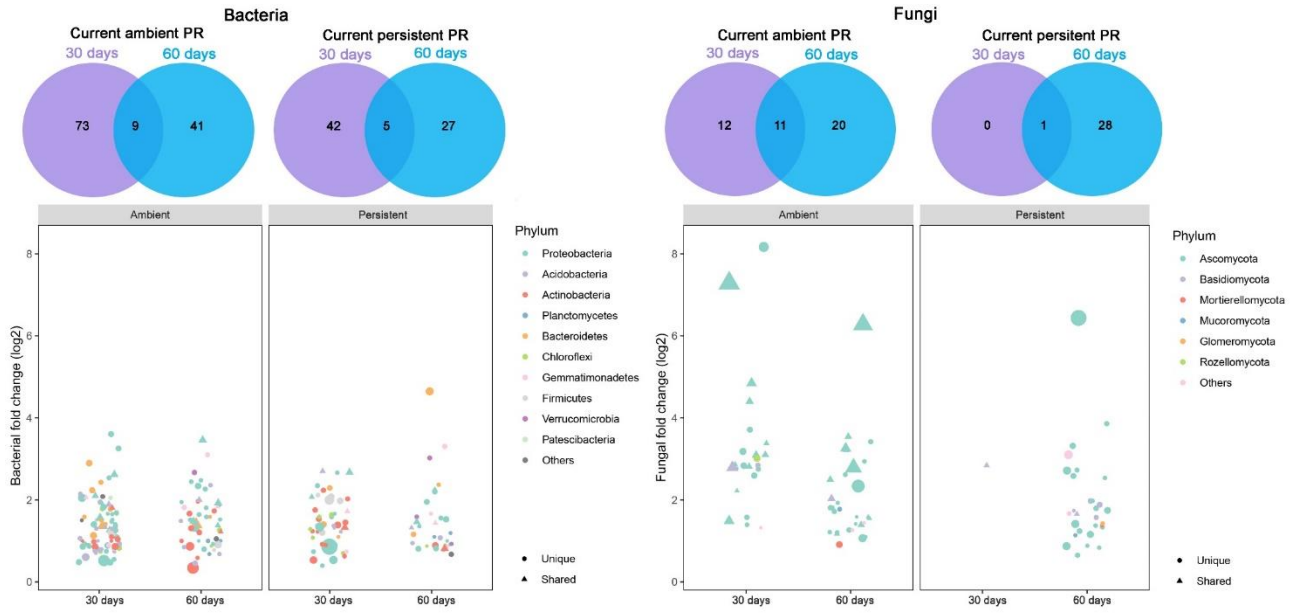 Bacteria
Current ambient PR
30 days
60 days
73
9
41
Current persistent PR
30 days
60 days
42
5
27
Ambient
Persistent
Bacterial fold change (log2)
8
6
4
2
0
30 days
60 days
30 days
60 days
Phylum
Proteobacteria
Acidobacteria
Actinobacteria
Planctomycetes
Bacteroidetes
Chloroflexi
Gemmatimonadetes
Firmicutes
Verrucomicrobia
Patescibacteria
Others
Unique
Shared
Fungi
Current ambient PR
30 days
60 days
12
11
20
Current persitent PR
30 days
60 days
0
1
28
Ambient
Persistent
Fungal fold change (log2)
8
6
4
2
0
30 days
60 days
30 days
60 days
Phylum
Ascomycota
Basidiomycota
Mortierellomycota
Mucoromycota
Glomeromycota
Rozellomycota
Others
Unique
Shared